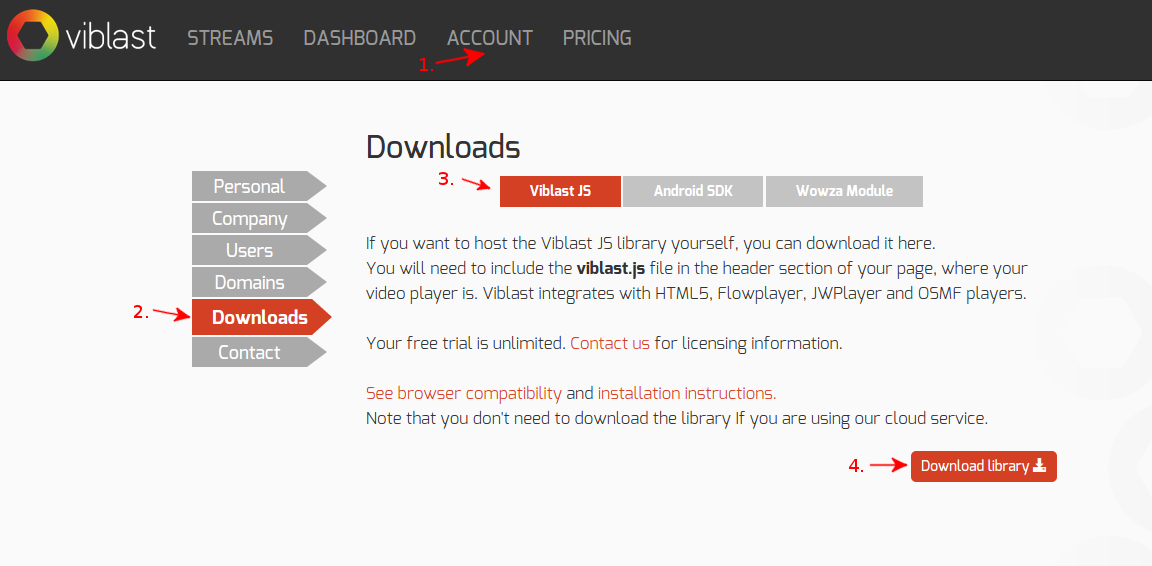 viblast STREAMS DASHBOARD ACCOUNT PRICING
1.
Downloads
3. Viblast JS Android SDK Wowza Module
Personal
Company
Users
Domains
2. Downloads
Contact
If you want to host the Viblast JS library yourself, you can download it here.
You will need to include the viblast.js file in the header section of your page, where your
video player is. Viblast integrates with HTML5, Flowplayer, JWPlayer and OSMF players.
Your free trial is unlimited. Contact us for licensing information.
See browser compatibility and installation instructions.
Note that you don't need to download the library If you are using our cloud service.
4. Download library